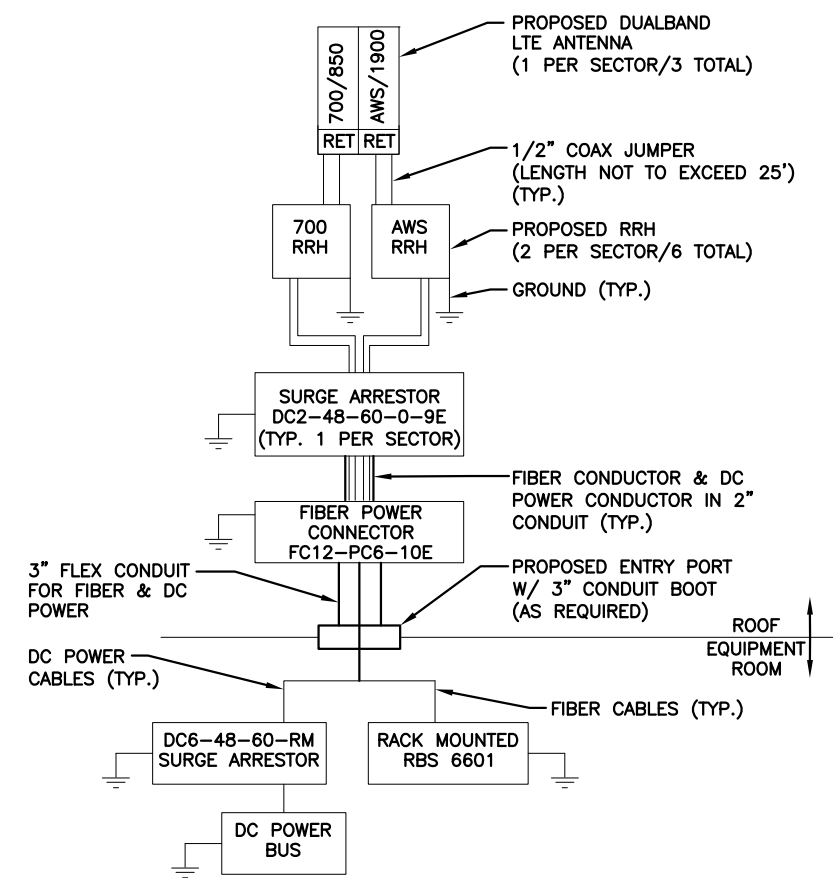 PROPOSED DUALBAND
LTE ANTENNA
(1 PER SECTOR/3 TOTAL)
700/850
AWS/1900
RET RET
1/2" COAX JUMPER
(LENGTH NOT TO EXCEED 25')
(TYP.)
700
RRH
AWS
RRH
PROPOSED RRH
(2 PER SECTOR/6 TOTAL)
GROUND (TYP.)
SURGE ARRESTOR
DC2-48-60-0-9E
(TYP. 1 PER SECTOR)
FIBER CONDUCTOR & DC
POWER CONDUCTOR IN 2"
CONDUIT (TYP.)
FIBER POWER
CONNECTOR
FC12-PC6-10E
3" FLEX CONDUIT
FOR FIBER & DC
POWER
PROPOSED ENTRY PORT
W/ 3" CONDUIT BOOT
(AS REQUIRED)
ROOF
EQUIPMENT
ROOM
DC POWER
CABLES (TYP.)
FIBER CABLES (TYP.)
DC6-48-60-RM
SURGE ARRESTOR
RACK MOUNTED
RBS 6601
DC POWER
BUS